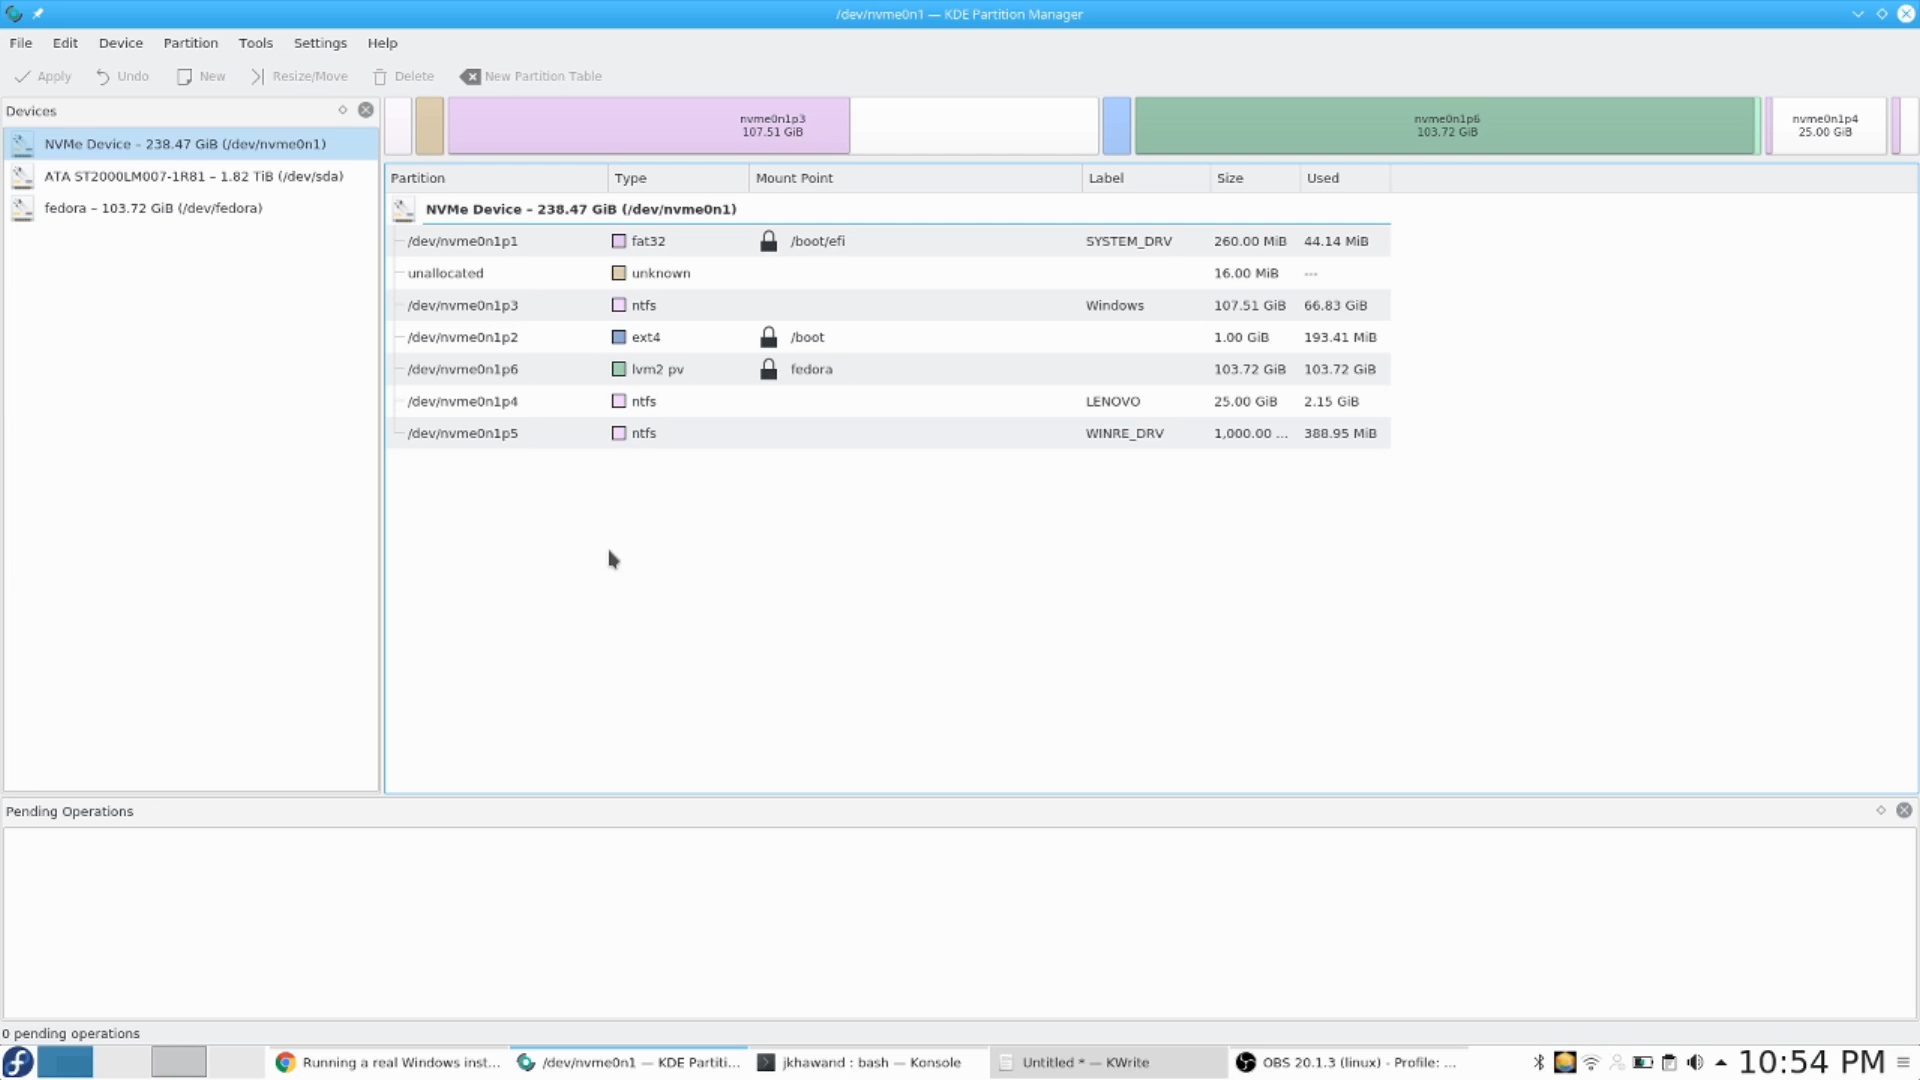 /dev/nvme0n1 — KDE Partition Manager
File Edit Device Partition Tools Settings Help
Apply Undo New Resize/Move Delete New Partition Table
Devices
NVMe Device – 238.47 GiB (/dev/nvme0n1)
ATA ST2000LM007-1R81 – 1.82 TiB (/dev/sda)
fedora – 103.72 GiB (/dev/fedora)
nvme0n1p3
107.51 GiB
nvme0n1p6
103.72 GiB
nvme0n1p4
25.00 GiB
Partition Type Mount Point Label Size Used
NVMe Device – 238.47 GiB (/dev/nvme0n1)
/dev/nvme0n1p1 fat32 /boot/efi SYSTEM_DRV 260.00 MiB 44.14 MiB
unallocated unknown 16.00 MiB ---
/dev/nvme0n1p3 ntfs Windows 107.51 GiB 66.83 GiB
/dev/nvme0n1p2 ext4 /boot 1.00 GiB 193.41 MiB
/dev/nvme0n1p6 lvm2 pv fedora 103.72 GiB 103.72 GiB
/dev/nvme0n1p4 ntfs LENOVO 25.00 GiB 2.15 GiB
/dev/nvme0n1p5 ntfs WINRE_DRV 1,000.00 ... 388.95 MiB
Pending Operations
0 pending operations
Running a real Windows inst... /dev/nvme0n1 — KDE Partiti... jkhawand : bash — Konsole Untitled * — KWrite OBS 20.1.3 (linux) - Profile: ... 10:54 PM